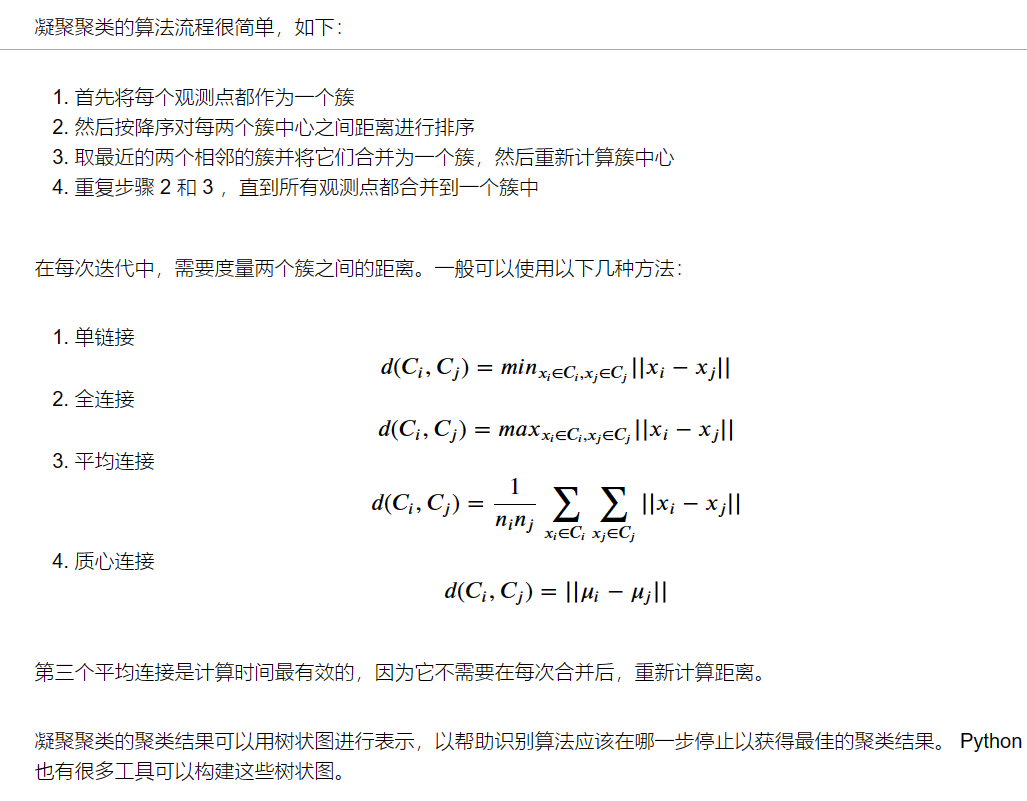 凝聚聚类的算法流程很简单，如下：
1. 首先将每个观测点都作为一个簇
2. 然后按降序对每两个簇中心之间距离进行排序
3. 取最近的两个相邻的簇并将它们合并为一个簇，然后重新计算簇中心
4. 重复步骤 2 和 3 ，直到所有观测点都合并到一个簇中
在每次迭代中，需要度量两个簇之间的距离。一般可以使用以下几种方法：
1. 单链接
d(C_i, C_j) = min_{x_i∈C_i,x_j∈C_j}||x_i − x_j||
2. 全连接
d(C_i, C_j) = max_{x_i∈C_i,x_j∈C_j}||x_i − x_j||
3. 平均连接
d(C_i, C_j) = \frac{1}{n_i n_j} ∑_{x_i∈C_i} ∑_{x_j∈C_j} ||x_i − x_j||
4. 质心连接
d(C_i, C_j) = ||μ_i − μ_j||
第三个平均连接是计算时间最有效的，因为它不需要在每次合并后，重新计算距离。
凝聚聚类的聚类结果可以用树状图进行表示，以帮助识别算法应该在哪一步停止以获得最佳的聚类结果。 Python
也有很多工具可以构建这些树状图。